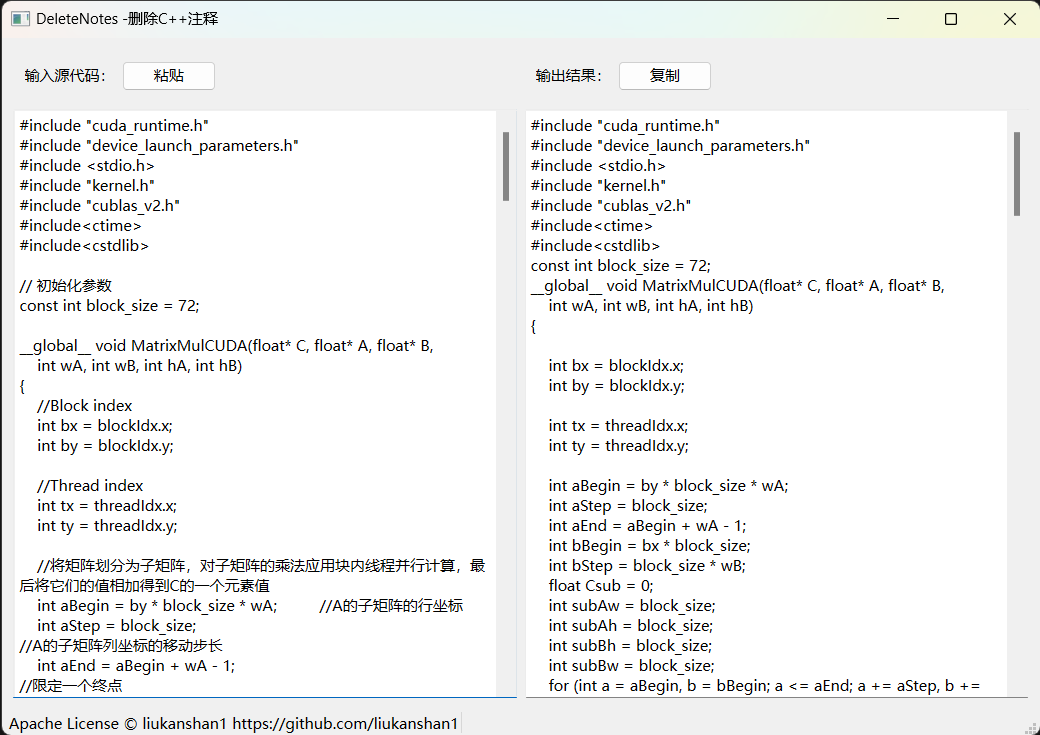 DeleteNotes -删除C++注释
输入源代码： 粘贴
#include "cuda_runtime.h"
#include "device_launch_parameters.h"
#include <stdio.h>
#include "kernel.h"
#include "cublas_v2.h"
#include<ctime>
#include<cstdlib>
// 初始化参数
const int block_size = 72;
__global__ void MatrixMulCUDA(float* C, float* A, float* B,
int wA, int wB, int hA, int hB)
{
//Block index
int bx = blockIdx.x;
int by = blockIdx.y;
//Thread index
int tx = threadIdx.x;
int ty = threadIdx.y;
//将矩阵划分为子矩阵，对子矩阵的乘法应用块内线程并行计算，最
后将它们的值相加得到C的一个元素值
int aBegin = by * block_size * wA; //A的子矩阵的行坐标
int aStep = block_size;
//A的子矩阵列坐标的移动步长
int aEnd = aBegin + wA - 1;
//限定一个终点
输出结果： 复制
#include "cuda_runtime.h"
#include "device_launch_parameters.h"
#include <stdio.h>
#include "kernel.h"
#include "cublas_v2.h"
#include<ctime>
#include<cstdlib>
const int block_size = 72;
__global__ void MatrixMulCUDA(float* C, float* A, float* B,
int wA, int wB, int hA, int hB)
{
int bx = blockIdx.x;
int by = blockIdx.y;
int tx = threadIdx.x;
int ty = threadIdx.y;
int aBegin = by * block_size * wA;
int aStep = block_size;
int aEnd = aBegin + wA - 1;
int bBegin = bx * block_size;
int bStep = block_size * wB;
float Csub = 0;
int subAw = block_size;
int subAh = block_size;
int subBh = block_size;
int subBw = block_size;
for (int a = aBegin, b = bBegin; a <= aEnd; a += aStep, b +=
Apache License © liukanshan1 https://github.com/liukanshan1